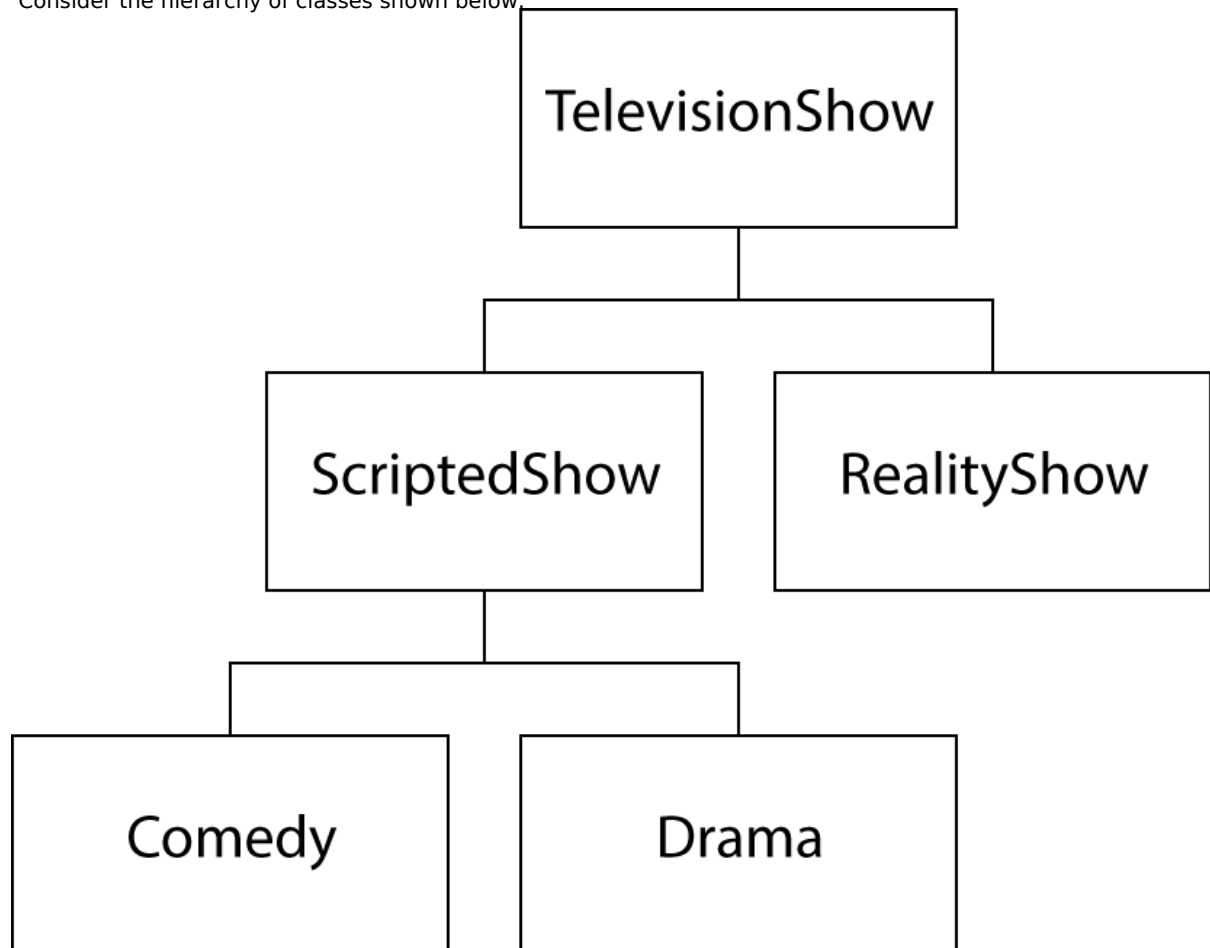 Consider the hierarchy of classes shown below.
TelevisionShow
ScriptedShow RealityShow
Comedy Drama